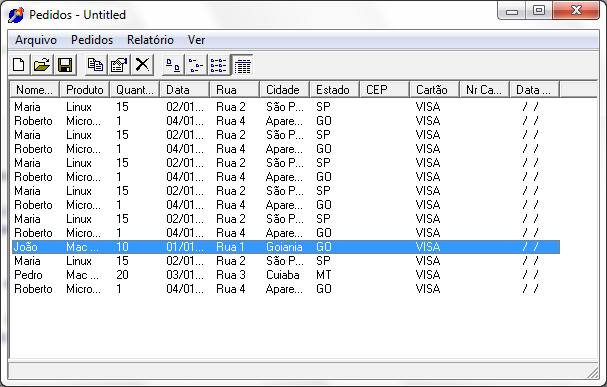 Pedidos - Untitled
Arquivo Pedidos Relatório Ver
Nome... Produto Quant... Data Rua Cidade Estado CEP Cartão Nr Ca... Data ...
Maria Linux 15 02/01... Rua 2 São P... SP VISA / /
Roberto Micro... 1 04/01... Rua 4 Apare... GO VISA / /
Maria Linux 15 02/01... Rua 2 São P... SP VISA / /
Roberto Micro... 1 04/01... Rua 4 Apare... GO VISA / /
Maria Linux 15 02/01... Rua 2 São P... SP VISA / /
Roberto Micro... 1 04/01... Rua 4 Apare... GO VISA / /
Maria Linux 15 02/01... Rua 2 São P... SP VISA / /
Roberto Micro... 1 04/01... Rua 4 Apare... GO VISA / /
Maria Linux 15 02/01... Rua 2 São P... SP VISA / /
Roberto Micro... 1 04/01... Rua 4 Apare... GO VISA / /
João Mac ... 10 01/01... Rua 1 Goiania GO VISA / /
Maria Linux 15 02/01... Rua 2 São P... SP VISA / /
Pedro Mac ... 20 03/01... Rua 3 Cuiaba MT VISA / /
Roberto Micro... 1 04/01... Rua 4 Apare... GO VISA / /